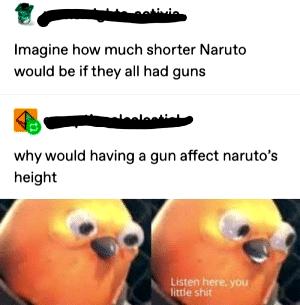 Imagine how much shorter Naruto
would be if they all had guns
why would having a gun affect naruto's
height
Listen here, you
little shit